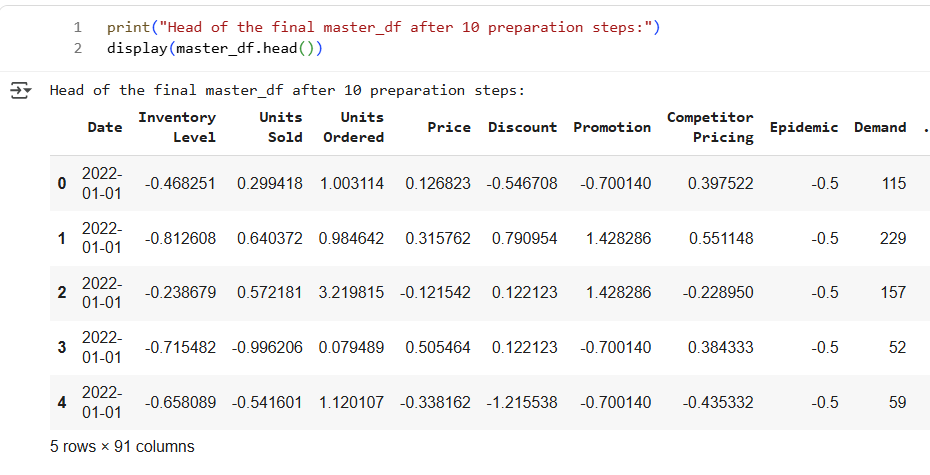 1 print("Head of the final master_df after 10 preparation steps:")
2 display(master_df.head())
Head of the final master_df after 10 preparation steps:
Date Inventory Level Units Sold Units Ordered Price Discount Promotion Competitor Pricing Epidemic Demand .
0 2022-01-01 -0.468251 0.299418 1.003114 0.126823 -0.546708 -0.700140 0.397522 -0.5 115
1 2022-01-01 -0.812608 0.640372 0.984642 0.315762 0.790954 1.428286 0.551148 -0.5 229
2 2022-01-01 -0.238679 0.572181 3.219815 -0.121542 0.122123 1.428286 -0.228950 -0.5 157
3 2022-01-01 -0.715482 -0.996206 0.079489 0.505464 0.122123 -0.700140 0.384333 -0.5 52
4 2022-01-01 -0.658089 -0.541601 1.120107 -0.338162 -1.215538 -0.700140 -0.435332 -0.5 59
5 rows × 91 columns